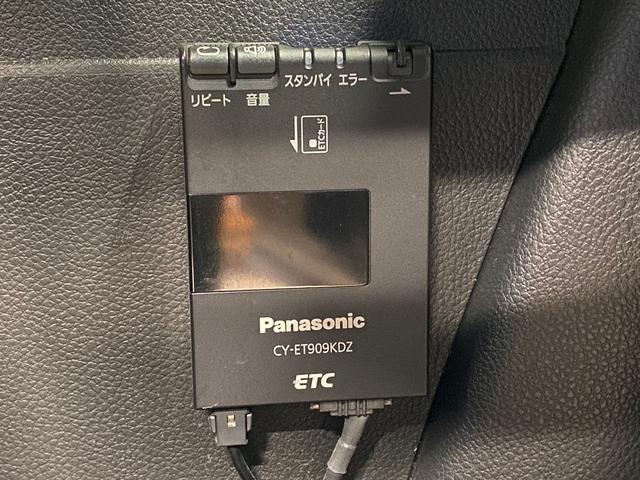 スタンバイ エラー
リピート 音量
ETCカード
Panasonic
CY-ET909KDZ
ETC